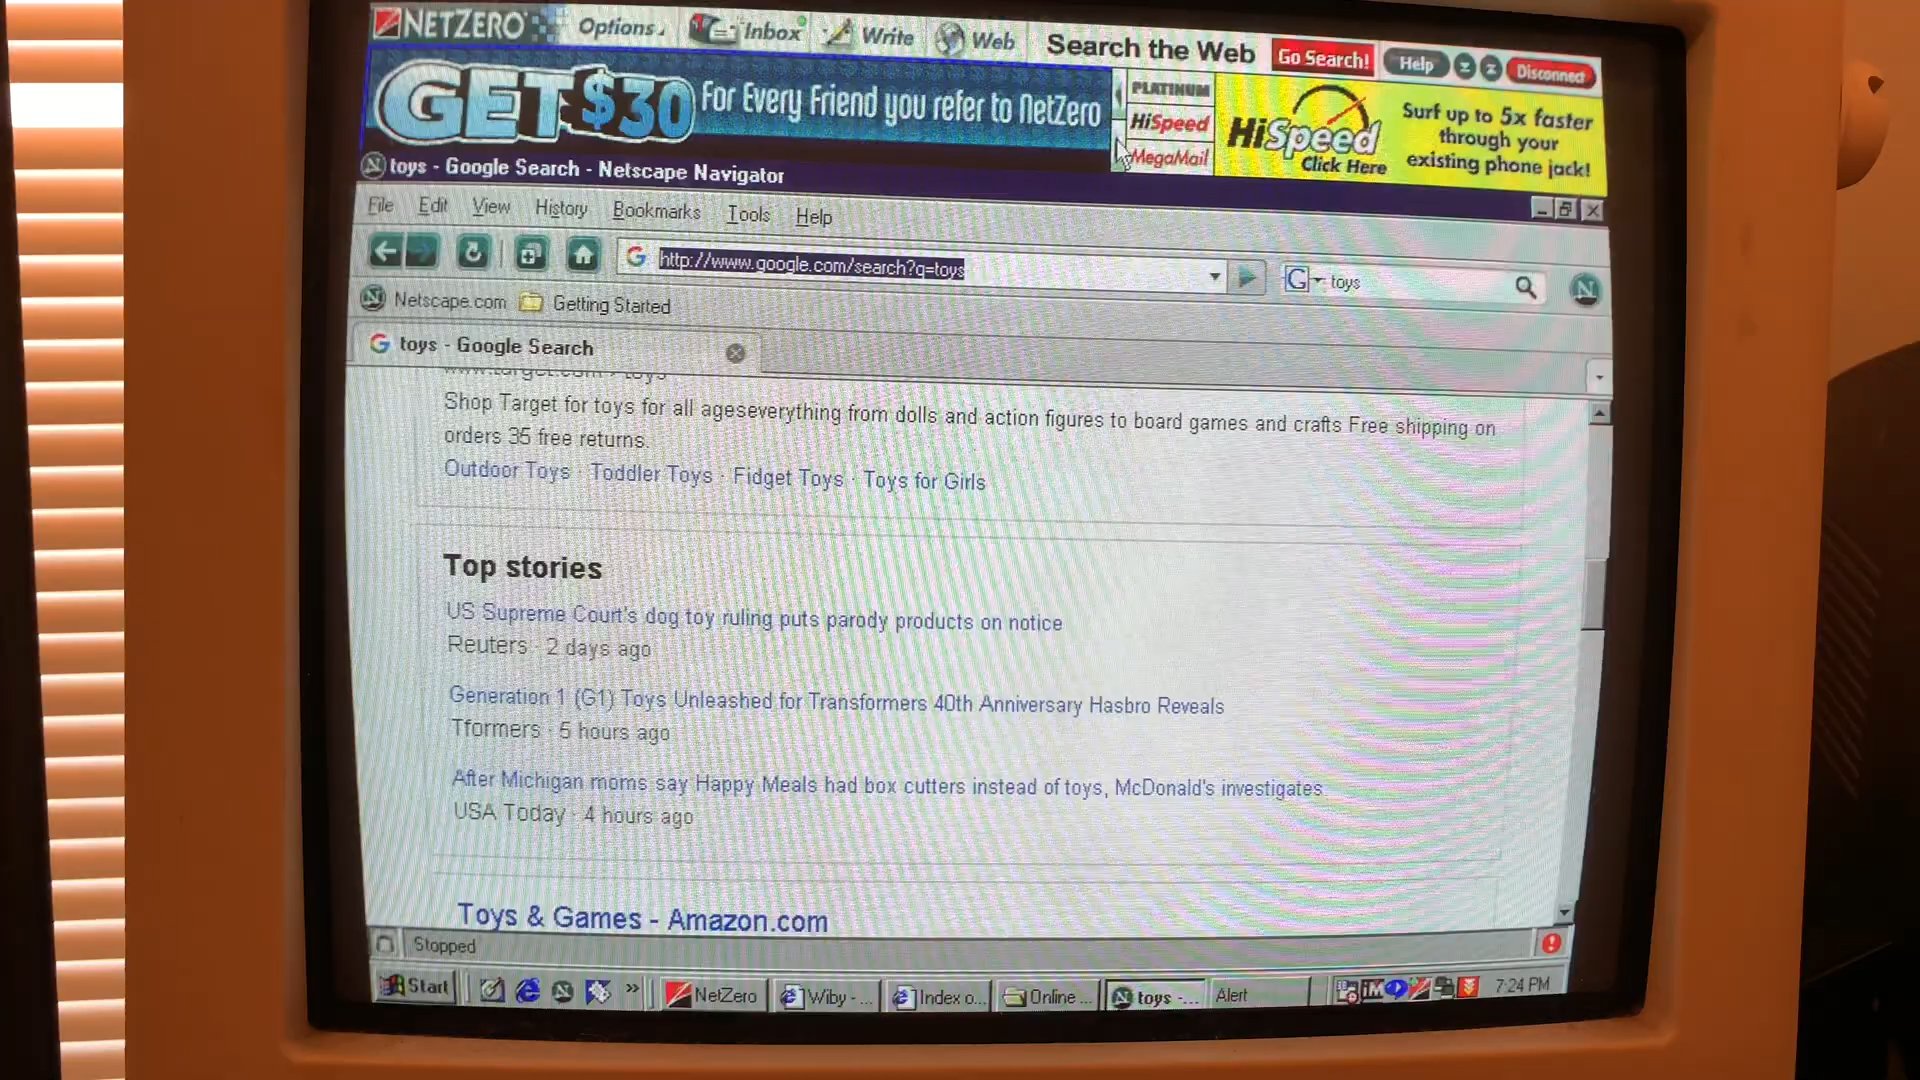 NETZERO Options Inbox Write Web Search the Web Go Search! Help Disconnect
GET $30 For Every Friend you refer to NetZero
PLATINUM
HiSpeed
MegaMail
HiSpeed
Click Here
Surf up to 5x faster
through your
existing phone jack!
toys - Google Search - Netscape Navigator
File Edit View History Bookmarks Tools Help
http://www.google.com/search?q=toys
G toys
N
Netscape.com Getting Started
toys - Google Search
www.target.com › toys
Shop Target for toys for all ageseverything from dolls and action figures to board games and crafts Free shipping on
orders 35 free returns.
Outdoor Toys · Toddler Toys · Fidget Toys · Toys for Girls
Top stories
US Supreme Court's dog toy ruling puts parody products on notice
Reuters · 2 days ago
Generation 1 (G1) Toys Unleashed for Transformers 40th Anniversary Hasbro Reveals
Tformers · 5 hours ago
After Michigan moms say Happy Meals had box cutters instead of toys, McDonald's investigates
USA Today · 4 hours ago
Toys & Games - Amazon.com
Stopped
Start » NetZero Wiby - ... Index o... Online ... toys -... Alert 7:24 PM